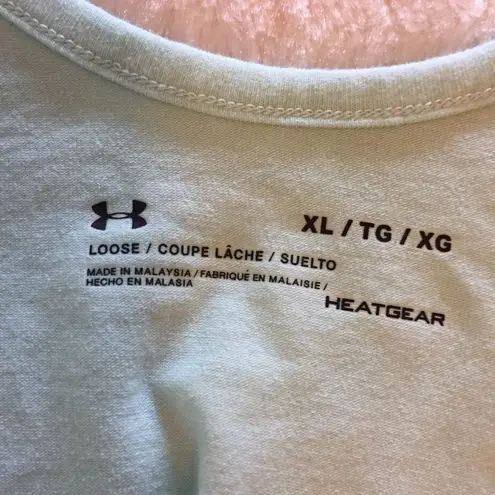 XL / TG / XG
LOOSE / COUPE LÂCHE / SUELTO
MADE IN MALAYSIA / FABRIQUÉ EN MALAISIE /
HECHO EN MALASIA
HEATGEAR